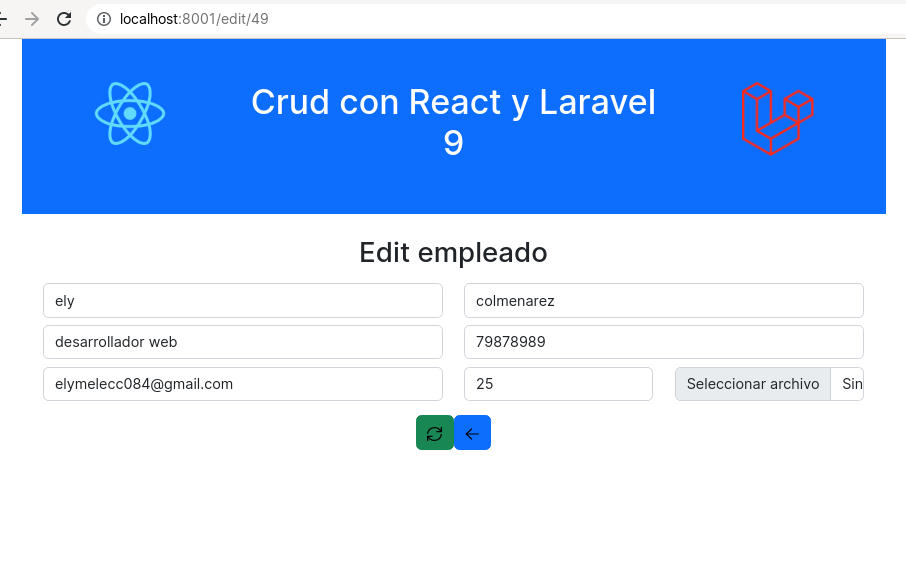 localhost:8001/edit/49
Crud con React y Laravel
9
Edit empleado
ely
colmenarez
desarrollador web
79878989
elymelecc084@gmail.com
25
Seleccionar archivo
Sin